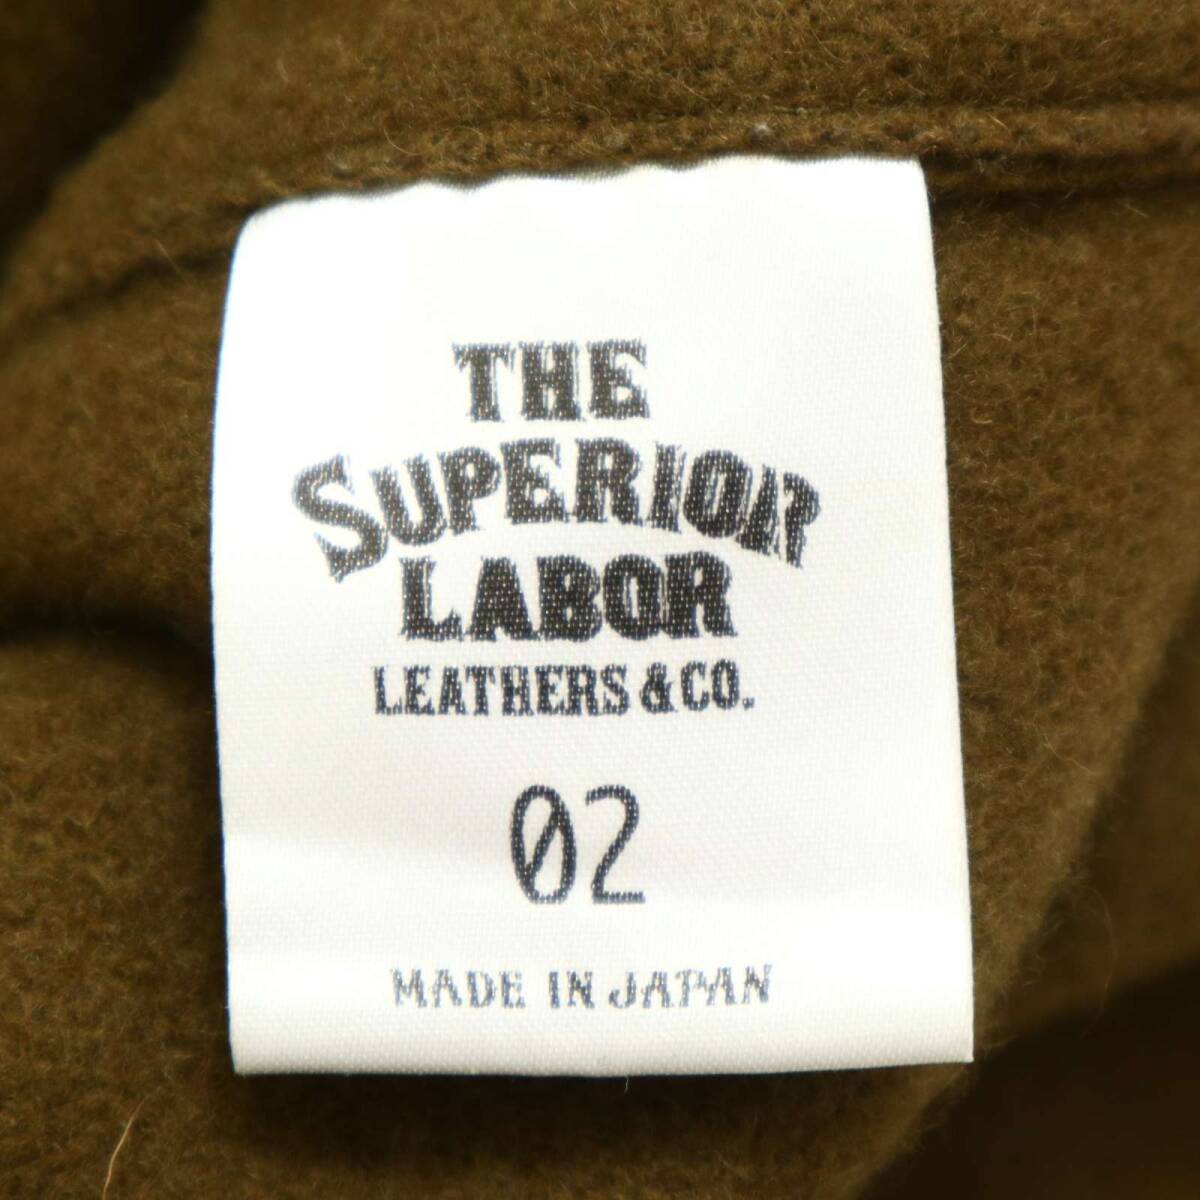 THE
SUPERIOR
LABOR
LEATHERS & CO.
02
MADE IN JAPAN